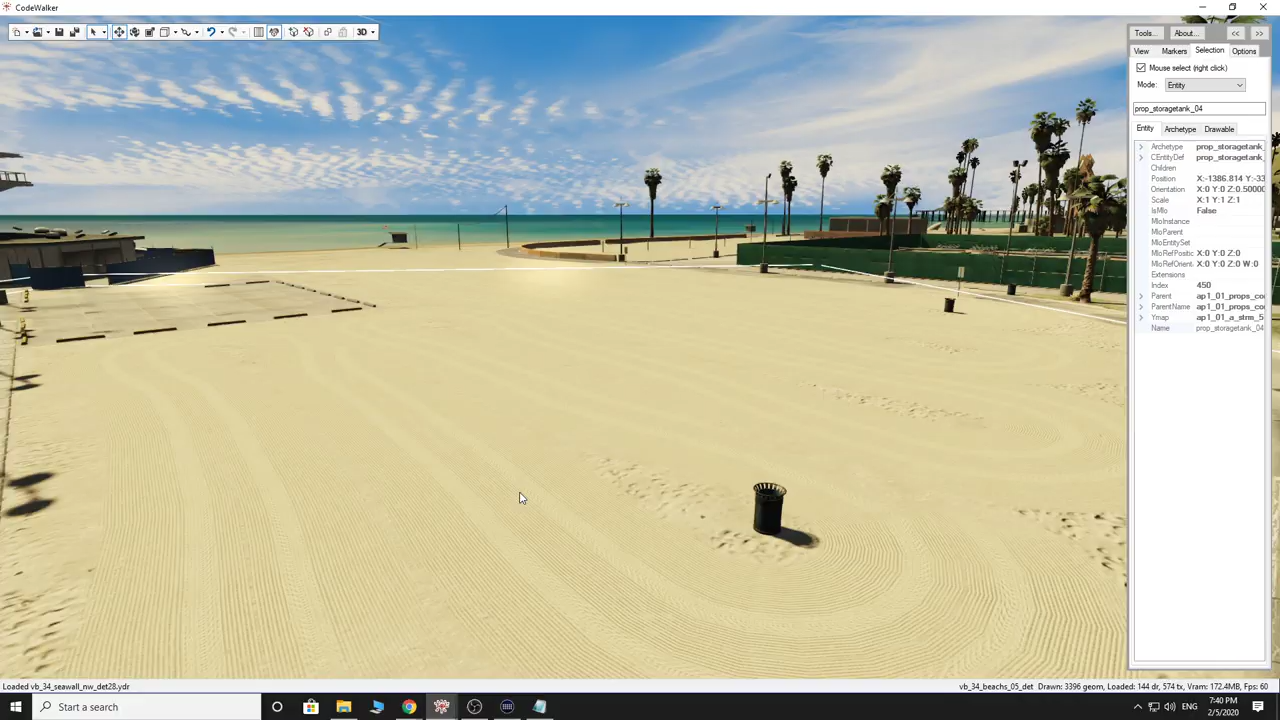 CodeWalker
3D
Tools... About... << >>
View Markers Selection Options
Mouse select (right click)
Mode: Entity
prop_storagetank_04
Entity Archetype Drawable
Archetype prop_storagetank_
CEntityDef prop_storagetank_
Children
Position X:-1386.814 Y:-33
Orientation X:0 Y:0 Z:0.50000
Scale X:1 Y:1 Z:1
IsMlo False
MloInstance
MloParent
MloEntitySet
MloRefPositic X:0 Y:0 Z:0
MloRefOrient X:0 Y:0 Z:0 W:0
Extensions
Index 450
Parent ap1_01_props_co
ParentName ap1_01_props_co
Ymap ap1_01_a_strm_5
Name prop_storagetank_04
Loaded vb_34_seawall_nw_det28.ydr
vb_34_beachs_05_det Drawn: 3396 geom, Loaded: 144 dr, 574 tx, Vram: 172.4MB, Fps: 60
Start a search
7:40 PM
2/5/2020